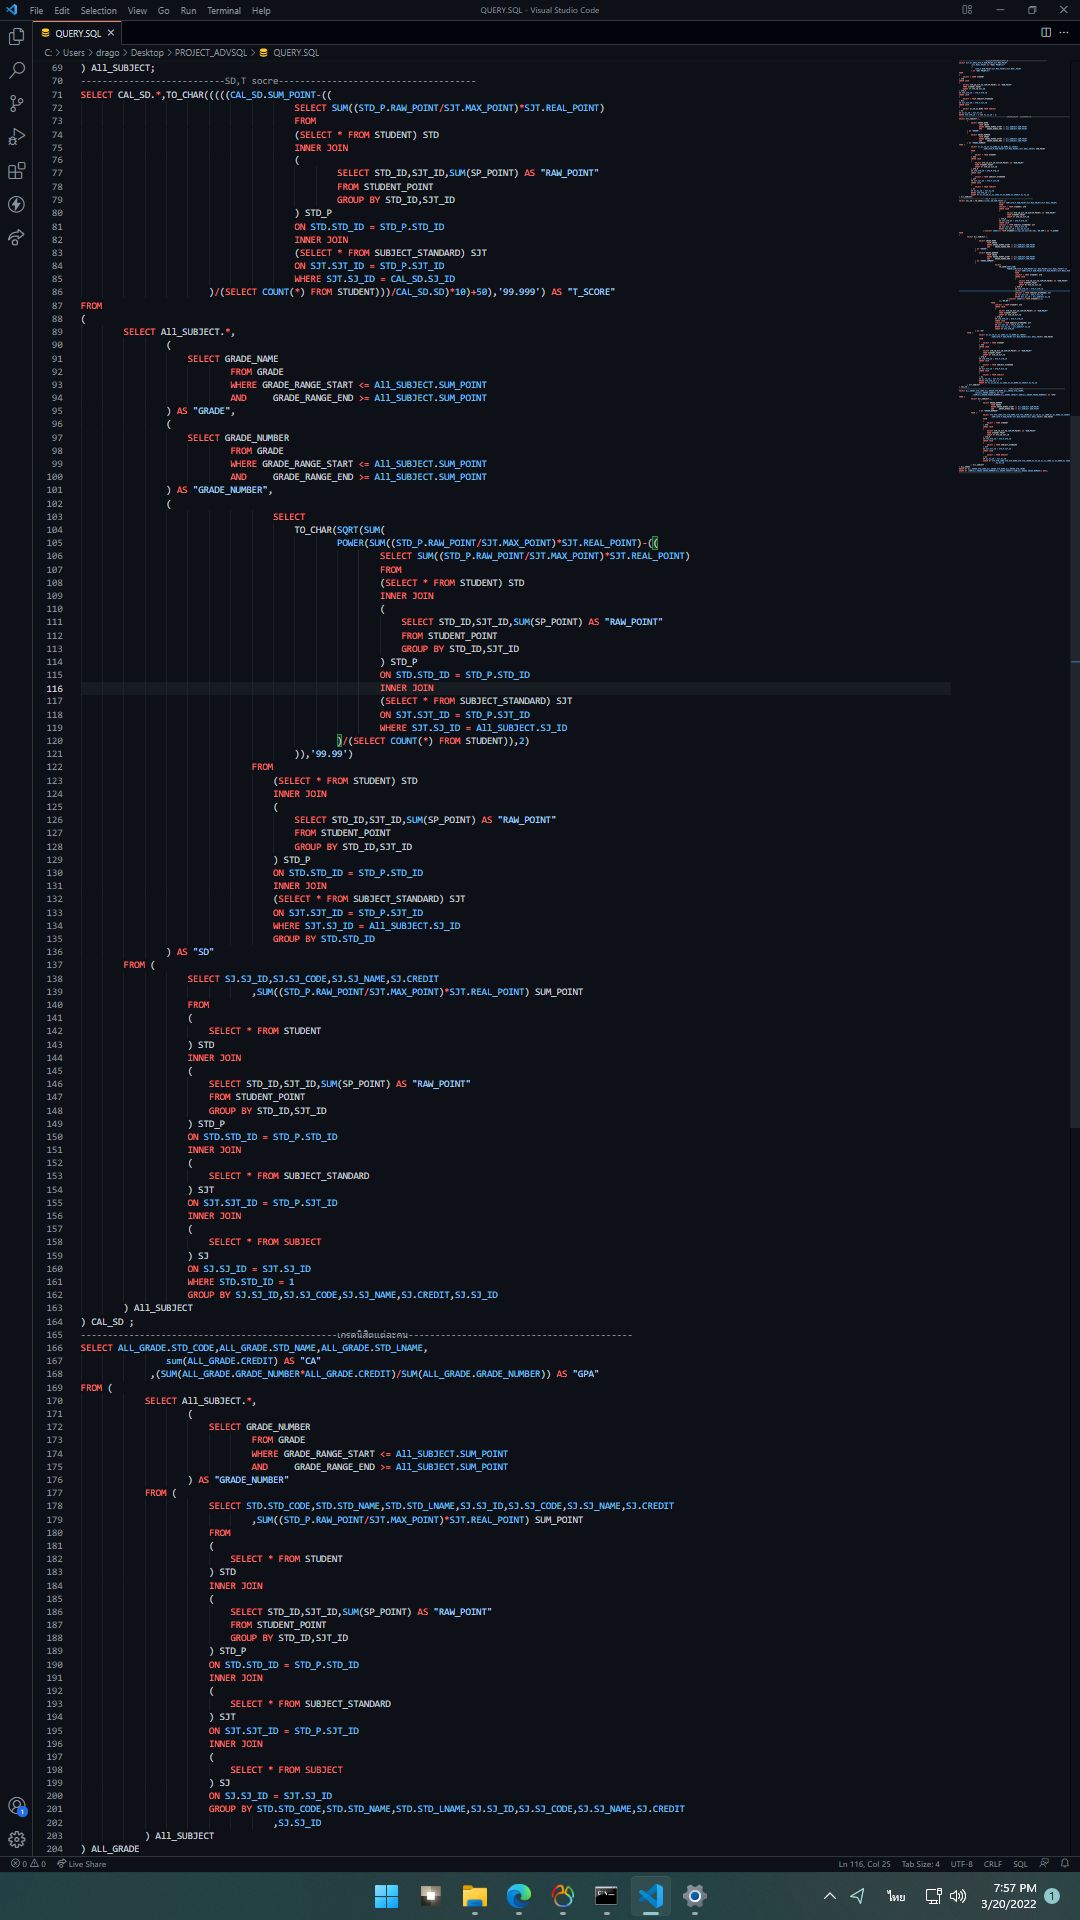 File Edit Selection View Go Run Terminal Help QUERY.SQL - Visual Studio Code
QUERY.SQL
C: > Users > drago > Desktop > PROJECT_ADVSQL > QUERY.SQL
69 ) All_SUBJECT;
70 ---------------------------SD,T socre-------------------------------------
71 SELECT CAL_SD.*,TO_CHAR(((((CAL_SD.SUM_POINT-((
72 SELECT SUM((STD_P.RAW_POINT/SJT.MAX_POINT)*SJT.REAL_POINT)
73 FROM
74 (SELECT * FROM STUDENT) STD
75 INNER JOIN
76 (
77 SELECT STD_ID,SJT_ID,SUM(SP_POINT) AS "RAW_POINT"
78 FROM STUDENT_POINT
79 GROUP BY STD_ID,SJT_ID
80 ) STD_P
81 ON STD.STD_ID = STD_P.STD_ID
82 INNER JOIN
83 (SELECT * FROM SUBJECT_STANDARD) SJT
84 ON SJT.SJT_ID = STD_P.SJT_ID
85 WHERE SJT.SJ_ID = CAL_SD.SJ_ID
86 )/(SELECT COUNT(*) FROM STUDENT)))/CAL_SD.SD)*10)+50),'99.999') AS "T_SCORE"
87 FROM
88 (
89 SELECT All_SUBJECT.*,
90 (
91 SELECT GRADE_NAME
92 FROM GRADE
93 WHERE GRADE_RANGE_START <= All_SUBJECT.SUM_POINT
94 AND GRADE_RANGE_END >= All_SUBJECT.SUM_POINT
95 ) AS "GRADE",
96 (
97 SELECT GRADE_NUMBER
98 FROM GRADE
99 WHERE GRADE_RANGE_START <= All_SUBJECT.SUM_POINT
100 AND GRADE_RANGE_END >= All_SUBJECT.SUM_POINT
101 ) AS "GRADE_NUMBER",
102 (
103 SELECT
104 TO_CHAR(SQRT(SUM(
105 POWER(SUM((STD_P.RAW_POINT/SJT.MAX_POINT)*SJT.REAL_POINT)-((
106 SELECT SUM((STD_P.RAW_POINT/SJT.MAX_POINT)*SJT.REAL_POINT)
107 FROM
108 (SELECT * FROM STUDENT) STD
109 INNER JOIN
110 (
111 SELECT STD_ID,SJT_ID,SUM(SP_POINT) AS "RAW_POINT"
112 FROM STUDENT_POINT
113 GROUP BY STD_ID,SJT_ID
114 ) STD_P
115 ON STD.STD_ID = STD_P.STD_ID
116 INNER JOIN
117 (SELECT * FROM SUBJECT_STANDARD) SJT
118 ON SJT.SJT_ID = STD_P.SJT_ID
119 WHERE SJT.SJ_ID = All_SUBJECT.SJ_ID
120 )/(SELECT COUNT(*) FROM STUDENT)),2)
121 )),'99.99')
122 FROM
123 (SELECT * FROM STUDENT) STD
124 INNER JOIN
125 (
126 SELECT STD_ID,SJT_ID,SUM(SP_POINT) AS "RAW_POINT"
127 FROM STUDENT_POINT
128 GROUP BY STD_ID,SJT_ID
129 ) STD_P
130 ON STD.STD_ID = STD_P.STD_ID
131 INNER JOIN
132 (SELECT * FROM SUBJECT_STANDARD) SJT
133 ON SJT.SJT_ID = STD_P.SJT_ID
134 WHERE SJT.SJ_ID = All_SUBJECT.SJ_ID
135 GROUP BY STD.STD_ID
136 ) AS "SD"
137 FROM (
138 SELECT SJ.SJ_ID,SJ.SJ_CODE,SJ.SJ_NAME,SJ.CREDIT
139 ,SUM((STD_P.RAW_POINT/SJT.MAX_POINT)*SJT.REAL_POINT) SUM_POINT
140 FROM
141 (
142 SELECT * FROM STUDENT
143 ) STD
144 INNER JOIN
145 (
146 SELECT STD_ID,SJT_ID,SUM(SP_POINT) AS "RAW_POINT"
147 FROM STUDENT_POINT
148 GROUP BY STD_ID,SJT_ID
149 ) STD_P
150 ON STD.STD_ID = STD_P.STD_ID
151 INNER JOIN
152 (
153 SELECT * FROM SUBJECT_STANDARD
154 ) SJT
155 ON SJT.SJT_ID = STD_P.SJT_ID
156 INNER JOIN
157 (
158 SELECT * FROM SUBJECT
159 ) SJ
160 ON SJ.SJ_ID = SJT.SJ_ID
161 WHERE STD.STD_ID = 1
162 GROUP BY SJ.SJ_ID,SJ.SJ_CODE,SJ.SJ_NAME,SJ.CREDIT,SJ.SJ_ID
163 ) All_SUBJECT
164 ) CAL_SD ;
165 ------------------------------------------------เกรดนิสิตแต่ละคน------------------------------------------
166 SELECT ALL_GRADE.STD_CODE,ALL_GRADE.STD_NAME,ALL_GRADE.STD_LNAME,
167 sum(ALL_GRADE.CREDIT) AS "CA"
168 ,(SUM(ALL_GRADE.GRADE_NUMBER*ALL_GRADE.CREDIT)/SUM(ALL_GRADE.GRADE_NUMBER)) AS "GPA"
169 FROM (
170 SELECT All_SUBJECT.*,
171 (
172 SELECT GRADE_NUMBER
173 FROM GRADE
174 WHERE GRADE_RANGE_START <= All_SUBJECT.SUM_POINT
175 AND GRADE_RANGE_END >= All_SUBJECT.SUM_POINT
176 ) AS "GRADE_NUMBER"
177 FROM (
178 SELECT STD.STD_CODE,STD.STD_NAME,STD.STD_LNAME,SJ.SJ_ID,SJ.SJ_CODE,SJ.SJ_NAME,SJ.CREDIT
179 ,SUM((STD_P.RAW_POINT/SJT.MAX_POINT)*SJT.REAL_POINT) SUM_POINT
180 FROM
181 (
182 SELECT * FROM STUDENT
183 ) STD
184 INNER JOIN
185 (
186 SELECT STD_ID,SJT_ID,SUM(SP_POINT) AS "RAW_POINT"
187 FROM STUDENT_POINT
188 GROUP BY STD_ID,SJT_ID
189 ) STD_P
190 ON STD.STD_ID = STD_P.STD_ID
191 INNER JOIN
192 (
193 SELECT * FROM SUBJECT_STANDARD
194 ) SJT
195 ON SJT.SJT_ID = STD_P.SJT_ID
196 INNER JOIN
197 (
198 SELECT * FROM SUBJECT
199 ) SJ
200 ON SJ.SJ_ID = SJT.SJ_ID
201 GROUP BY STD.STD_CODE,STD.STD_NAME,STD.STD_LNAME,SJ.SJ_ID,SJ.SJ_CODE,SJ.SJ_NAME,SJ.CREDIT
202 ,SJ.SJ_ID
203 ) All_SUBJECT
204 ) ALL_GRADE
0 0 Live Share Ln 116, Col 25 Tab Size: 4 UTF-8 CRLF SQL
ไทย 7:57 PM
3/20/2022 1